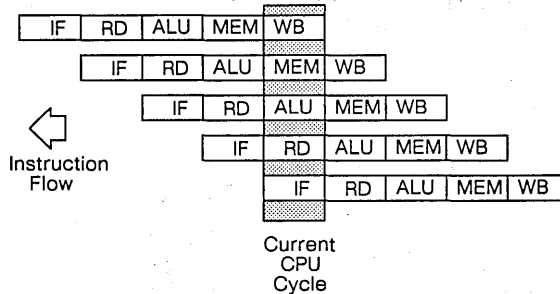 IF RD ALU MEM WB
IF RD ALU MEM WB
IF RD ALU MEM WB
IF RD ALU MEM WB
IF RD ALU MEM WB
Instruction
Flow
Current
CPU
Cycle